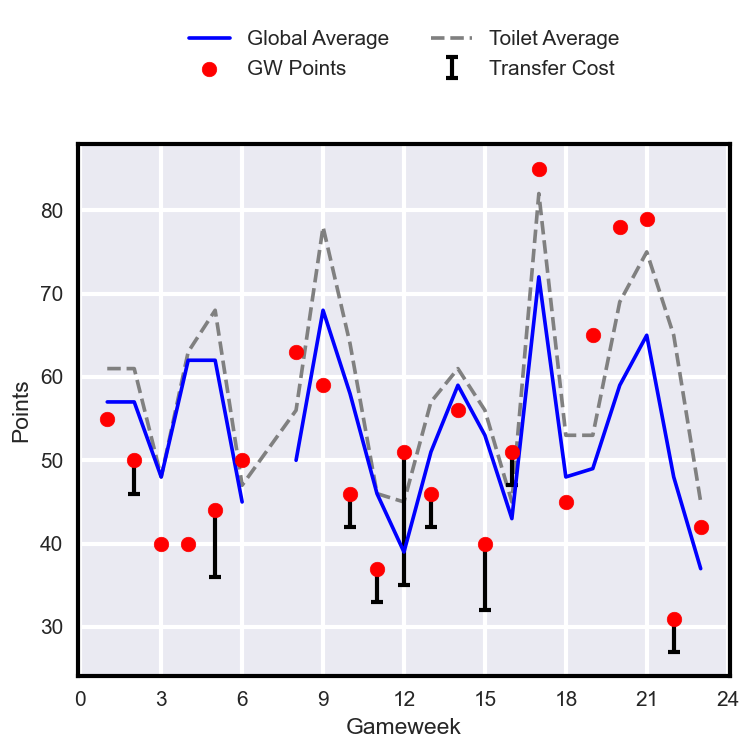 Global Average
Toilet Average
GW Points
Transfer Cost
80
70
60
50
40
30
Points
0 3 6 9 12 15 18 21 24
Gameweek